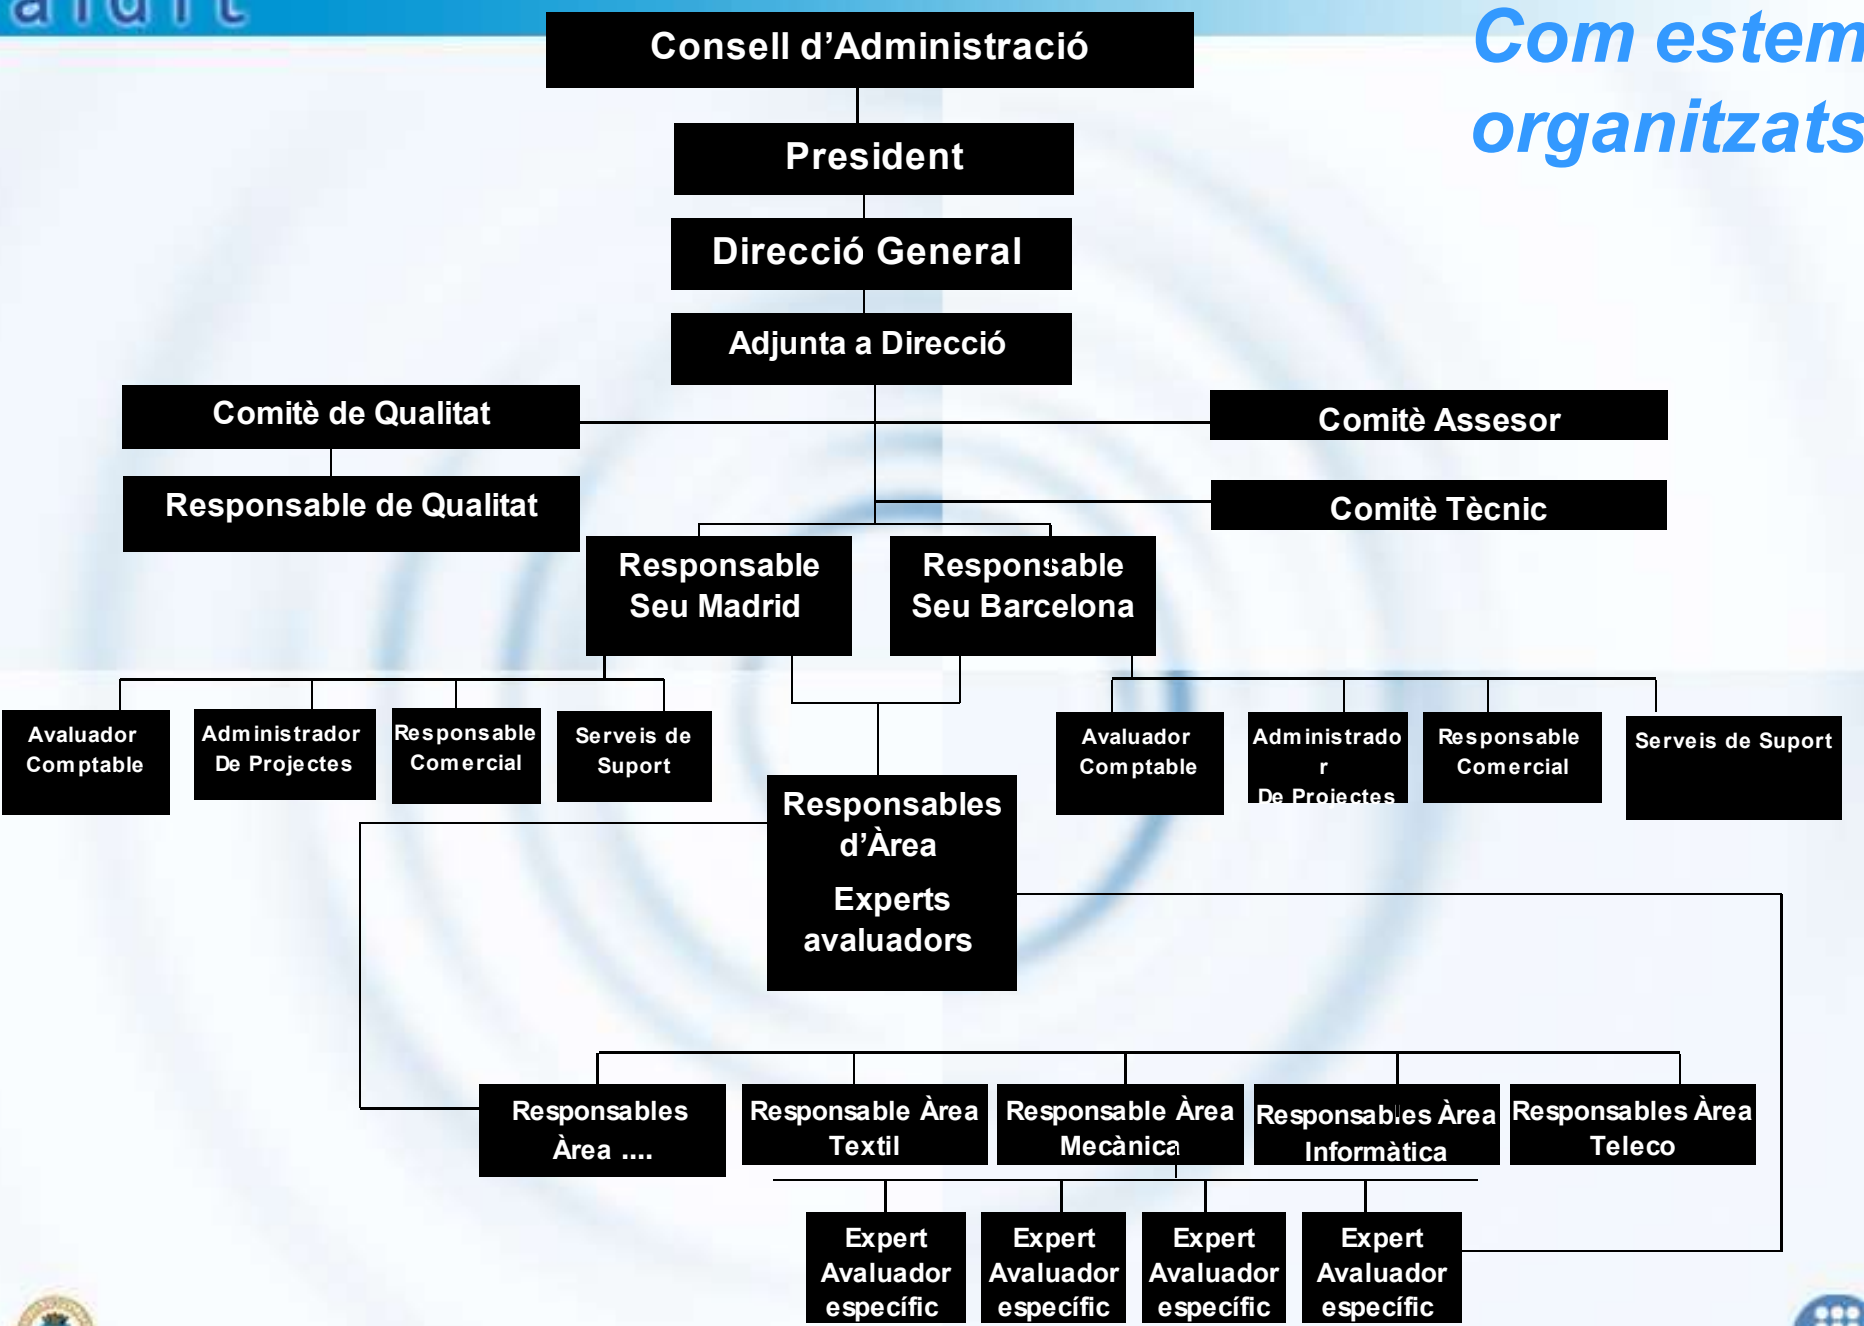 aidit
Com estem
organitzats
Consell d’Administració
President
Direcció General
Adjunta a Direcció
Comitè de Qualitat
Comitè Assesor
Responsable de Qualitat
Comitè Tècnic
Responsable
Seu Madrid
Responsable
Seu Barcelona
Avaluador
Comptable
Administrador
De Projectes
Responsable
Comercial
Serveis de
Suport
Avaluador
Comptable
Administrado
r
De Projectes
Responsable
Comercial
Serveis de Suport
Responsables
d’Àrea
Experts
avaluadors
Responsables
Àrea ....
Responsable Àrea
Textil
Responsable Àrea
Mecànica
Responsables Àrea
Informàtica
Responsables Àrea
Teleco
Expert
Avaluador
específic
Expert
Avaluador
específic
Expert
Avaluador
específic
Expert
Avaluador
específic